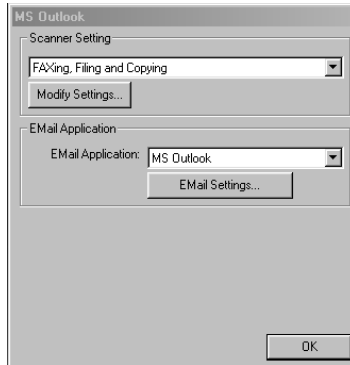 MS Outlook
Scanner Setting
FAXing, Filing and Copying
Modify Settings...
EMail Application
EMail Application: MS Outlook
EMail Settings...
OK